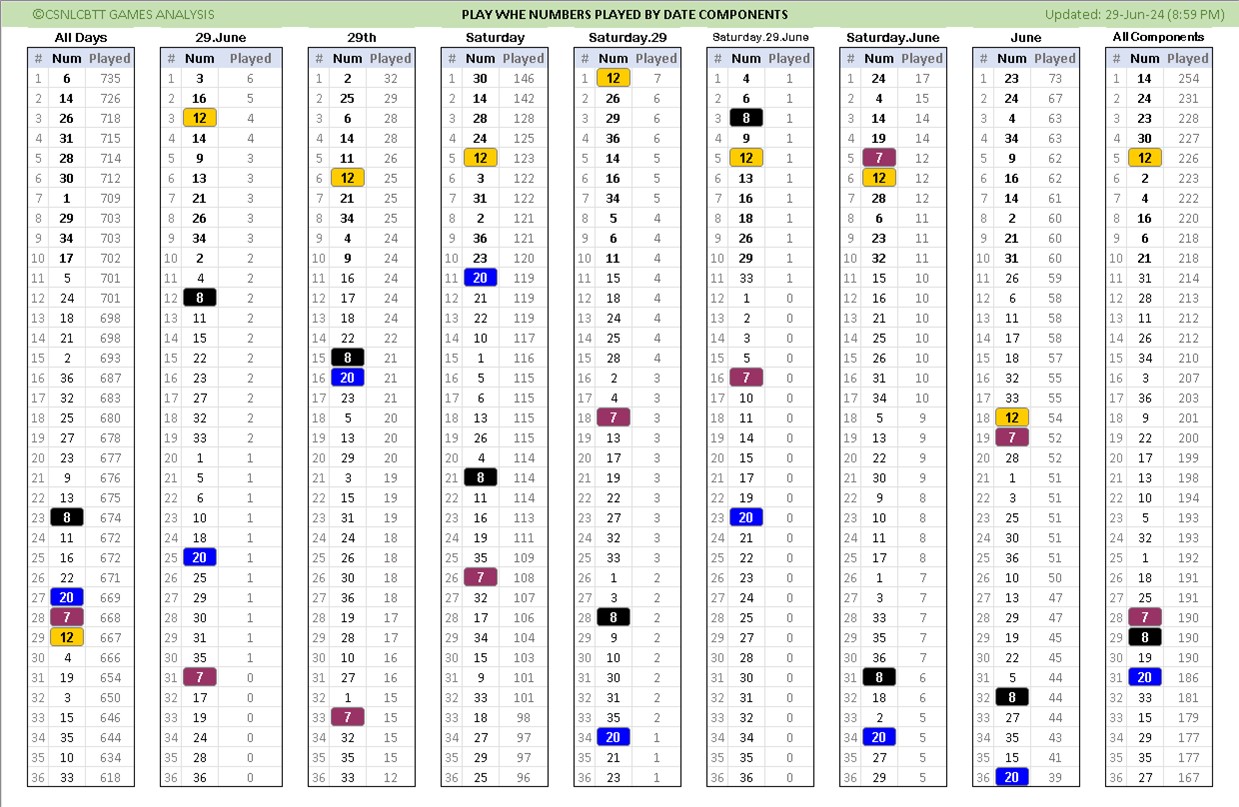 ©CSNLCBTT GAMES ANALYSIS PLAY WHE NUMBERS PLAYED BY DATE COMPONENTS Updated: 29-Jun-24 (8:59 PM)
All Days 29.June 29th Saturday Saturday.29 Saturday.29.June Saturday.June June All Components
# Num Played # Num Played # Num Played # Num Played # Num Played # Num Played # Num Played # Num Played # Num Played
1 6 735 1 3 6 1 2 32 1 30 146 1 12 7 1 4 1 1 24 17 1 23 73 1 14 254
2 14 726 2 16 5 2 25 29 2 14 142 2 26 6 2 6 1 2 4 15 2 24 67 2 24 231
3 26 718 3 12 4 3 6 28 3 28 128 3 29 6 3 8 1 3 14 14 3 4 63 3 23 228
4 31 715 4 14 4 4 14 28 4 24 125 4 36 6 4 9 1 4 19 14 4 34 63 4 30 227
5 28 714 5 9 3 5 11 26 5 12 123 5 14 5 5 12 1 5 7 12 5 9 62 5 12 226
6 30 712 6 13 3 6 12 25 6 3 122 6 16 5 6 13 1 6 12 12 6 16 62 6 2 223
7 1 709 7 21 3 7 21 25 7 31 122 7 34 5 7 16 1 7 28 12 7 14 61 7 4 222
8 29 703 8 26 3 8 34 25 8 2 121 8 5 4 8 18 1 8 6 11 8 2 60 8 16 220
9 34 703 9 34 3 9 4 24 9 36 121 9 6 4 9 26 1 9 23 11 9 21 60 9 6 218
10 17 702 10 2 2 10 9 24 10 23 120 10 11 4 10 29 1 10 32 11 10 31 60 10 21 218
11 5 701 11 4 2 11 16 24 11 20 119 11 15 4 11 33 1 11 15 10 11 26 59 11 31 214
12 24 701 12 8 2 12 17 24 12 21 119 12 18 4 12 1 0 12 16 10 12 6 58 12 28 213
13 18 698 13 11 2 13 18 24 13 22 119 13 24 4 13 2 0 13 21 10 13 11 58 13 11 212
14 21 698 14 15 2 14 22 22 14 10 117 14 25 4 14 3 0 14 25 10 14 17 58 14 26 212
15 2 693 15 22 2 15 8 21 15 1 116 15 28 4 15 5 0 15 26 10 15 18 57 15 34 210
16 36 687 16 23 2 16 20 21 16 5 115 16 2 3 16 7 0 16 31 10 16 32 55 16 3 207
17 32 683 17 27 2 17 23 21 17 6 115 17 4 3 17 10 0 17 34 10 17 33 55 17 36 203
18 25 680 18 32 2 18 5 20 18 13 115 18 7 3 18 11 0 18 5 9 18 12 54 18 9 201
19 27 678 19 33 2 19 13 20 19 26 115 19 13 3 19 14 0 19 13 9 19 7 52 19 22 200
20 23 677 20 1 1 20 29 20 20 4 114 20 17 3 20 15 0 20 22 9 20 28 52 20 17 199
21 9 676 21 5 1 21 3 19 21 8 114 21 19 3 21 17 0 21 30 9 21 1 51 21 13 198
22 13 675 22 6 1 22 15 19 22 11 114 22 22 3 22 19 0 22 9 8 22 3 51 22 10 194
23 8 674 23 10 1 23 31 19 23 16 113 23 27 3 23 20 0 23 10 8 23 25 51 23 5 193
24 11 672 24 18 1 24 24 18 24 19 111 24 32 3 24 21 0 24 11 8 24 30 51 24 32 193
25 16 672 25 20 1 25 26 18 25 35 109 25 33 3 25 22 0 25 17 8 25 36 51 25 1 192
26 22 671 26 25 1 26 30 18 26 7 108 26 1 2 26 23 0 26 1 7 26 10 50 26 18 191
27 20 669 27 29 1 27 36 18 27 32 107 27 3 2 27 24 0 27 3 7 27 13 47 27 25 191
28 7 668 28 30 1 28 19 17 28 17 106 28 8 2 28 25 0 28 33 7 28 29 47 28 7 190
29 12 667 29 31 1 29 28 17 29 34 104 29 9 2 29 27 0 29 35 7 29 19 45 29 8 190
30 4 666 30 35 1 30 10 16 30 15 103 30 10 2 30 28 0 30 36 7 30 22 45 30 19 190
31 19 654 31 7 0 31 27 16 31 9 101 31 30 2 31 30 0 31 8 6 31 5 44 31 20 186
32 3 650 32 17 0 32 1 15 32 33 101 32 31 2 32 31 0 32 18 6 32 8 44 32 33 181
33 15 646 33 19 0 33 7 15 33 18 98 33 35 2 33 32 0 33 2 5 33 27 44 33 15 179
34 35 644 34 24 0 34 32 15 34 27 97 34 20 1 34 34 0 34 20 5 34 35 43 34 29 177
35 10 634 35 28 0 35 35 15 35 29 97 35 21 1 35 35 0 35 27 5 35 15 41 35 35 177
36 33 618 36 36 0 36 33 12 36 25 96 36 23 1 36 36 0 36 29 5 36 20 39 36 27 167